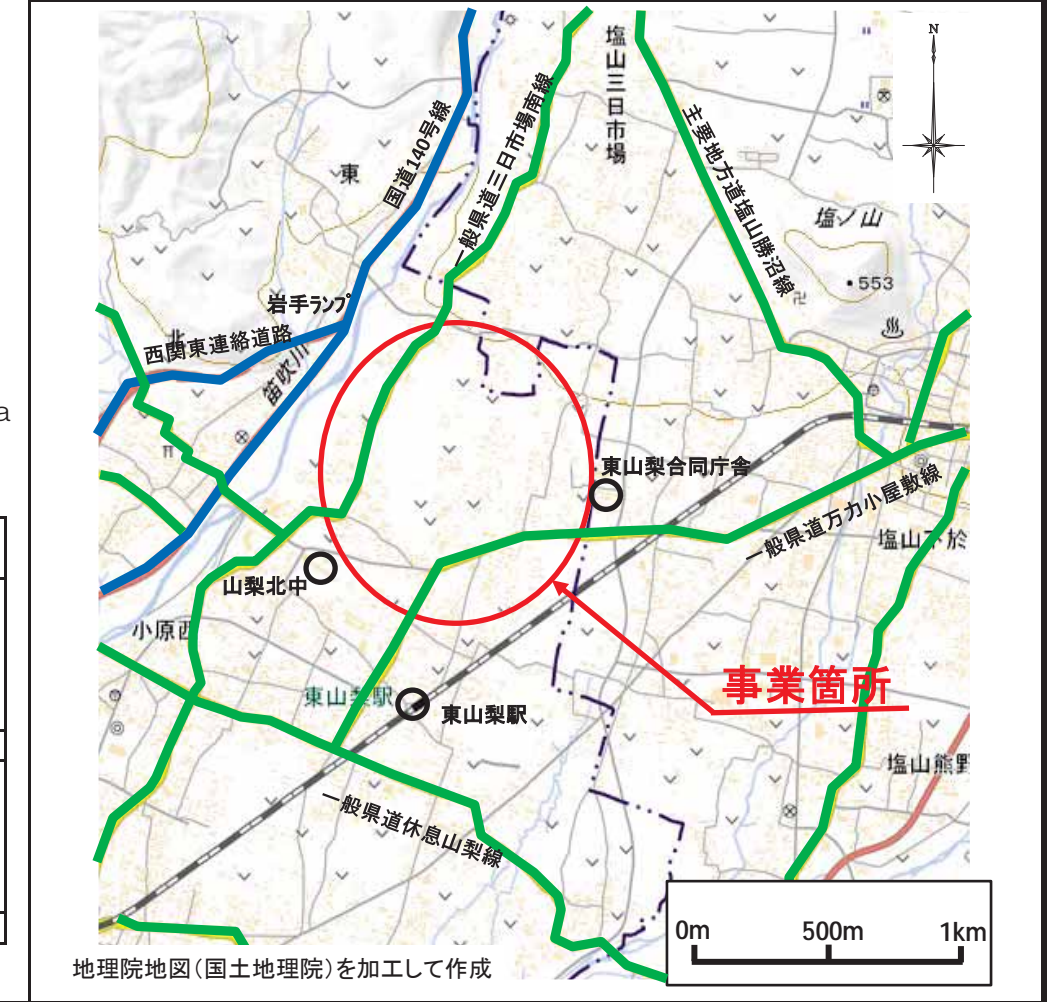 N
塩山三日市場
国道140号線
一般県道三日市場南線
主要地方道塩山勝沼線
東
塩ノ山
・553
岩手ランプ
北
西関東連絡道路
笛吹川
a
東山梨合同庁舎
一般県道万力小屋敷線
山梨北中
小原西
事業箇所
東山梨駅
東山梨駅
塩山熊野
一般県道休息山梨線
0m 500m 1km
地理院地図(国土地理院)を加工して作成